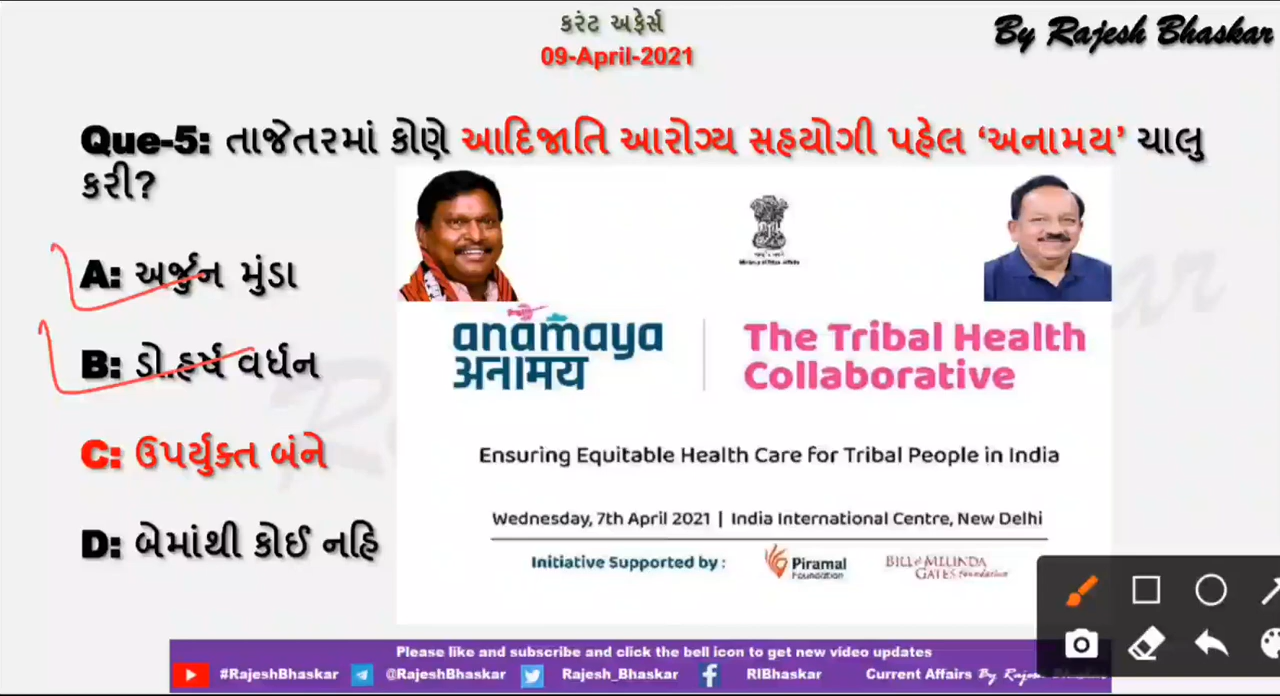 કરંટ અફેર્સ
09-April-2021
By Rajesh Bhaskar
Que-5: તાજેતરમાં કોણે આદિજાતિ આરોગ્ય સહયોગી પહેલ ‘અનામય’ ચાલુ
કરી?
A: અર્જુન મુંડા
B: ડો.હર્ષ વર્ધન
C: ઉપર્યુક્ત બંને
D: બેમાંથી કોઈ નહિ
anamaya
अनामय
The Tribal Health
Collaborative
Ensuring Equitable Health Care for Tribal People in India
Wednesday, 7th April 2021 | India International Centre, New Delhi
Initiative Supported by :
Piramal
Foundation
BILL & MELINDA
GATES foundation
Please like and subscribe and click the bell icon to get new video updates
#RajeshBhaskar @RajeshBhaskar Rajesh_Bhaskar RIBhaskar Current Affairs By Rajesh